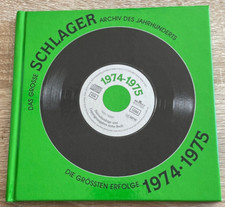 DAS GROSSE SCHLAGER ARCHIV DES JAHRHUNDERTS
1974-1975
DIE GRÖSSTEN ERFOLGE 1974-1975